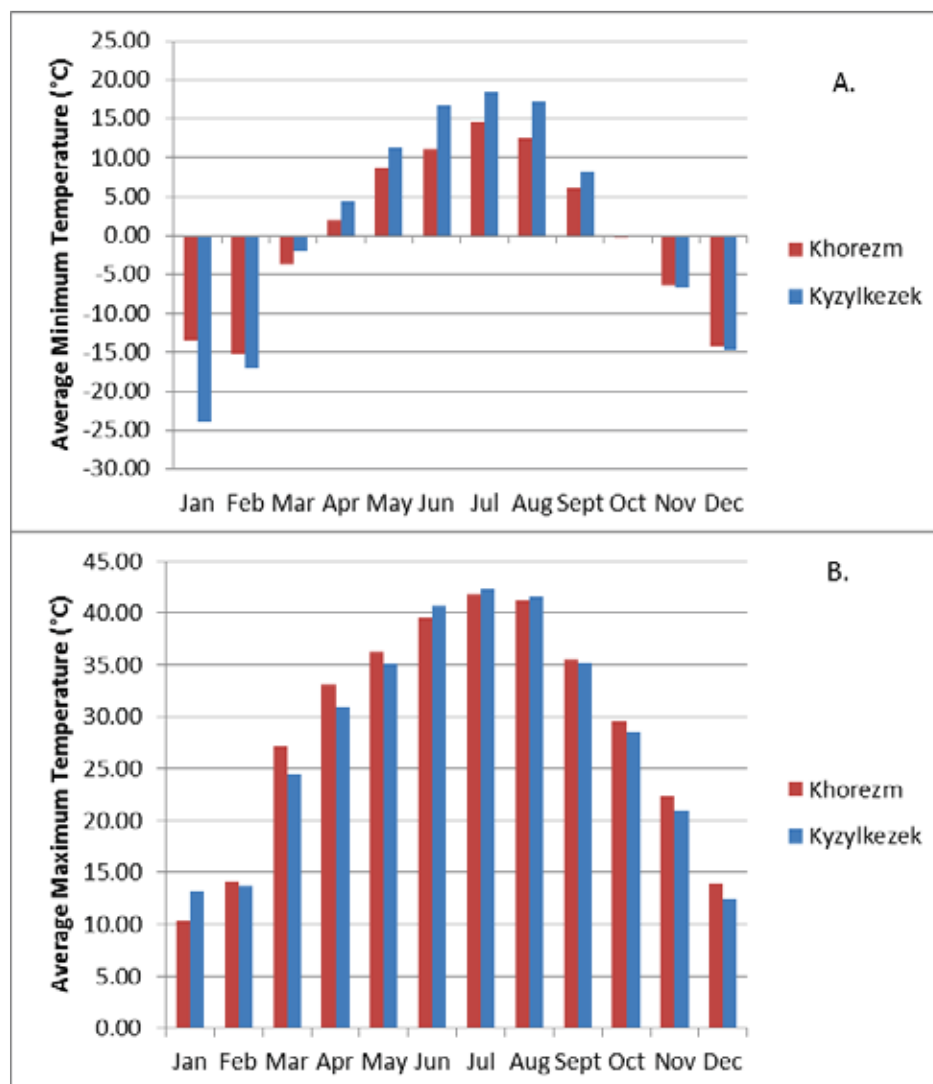 A.
Average Minimum Temperature (°C)
25.00
20.00
15.00
10.00
5.00
0.00
-5.00
-10.00
-15.00
-20.00
-25.00
-30.00
Jan Feb Mar Apr May Jun Jul Aug Sept Oct Nov Dec
Khorezm
Kyzylkezek
B.
Average Maximum Temperature (°C)
45.00
40.00
35.00
30.00
25.00
20.00
15.00
10.00
5.00
0.00
Jan Feb Mar Apr May Jun Jul Aug Sept Oct Nov Dec
Khorezm
Kyzylkezek